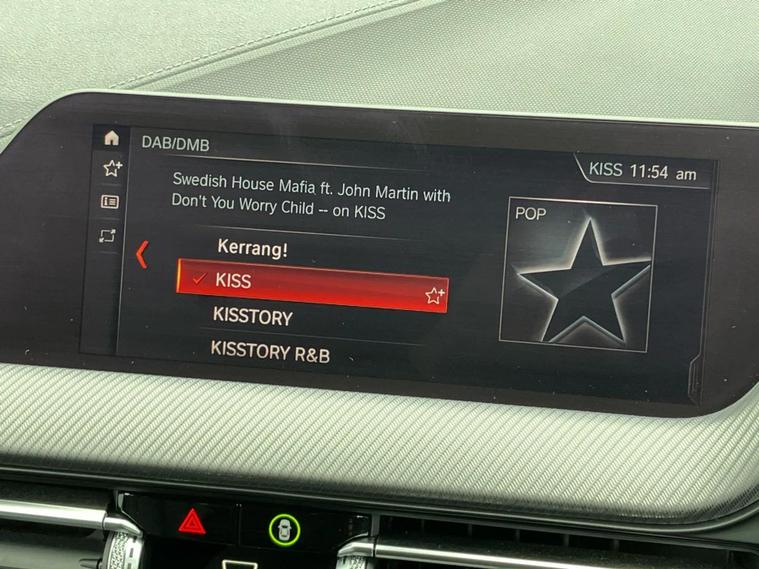 DAB/DMB
KISS 11:54 am
Swedish House Mafia ft. John Martin with
Don't You Worry Child -- on KISS
POP
Kerrang!
KISS
KISSTORY
KISSTORY R&B